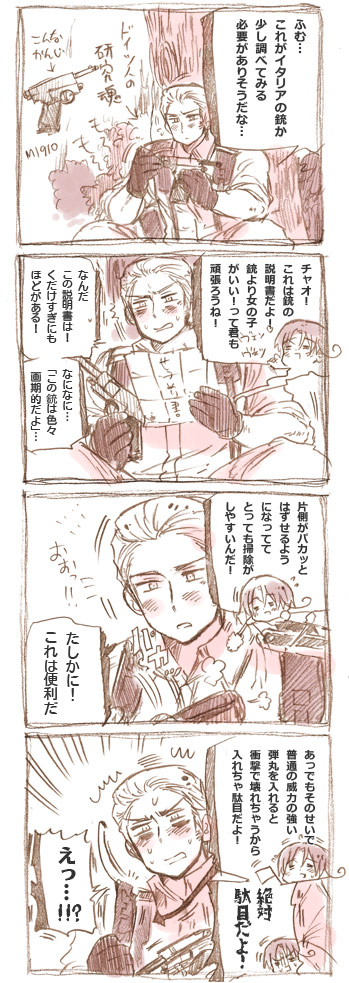 ふむ…
これがイタリアの銃か
少し調べてみる
必要がありそうだな…
ドイツ人の
研究魂
もそ
もそ
こんな
かんじ
M1910
チャオ！
これは銃の
説明書だよ！
銃より女の子
がいい！って君も
頑張ろうね！
ヴェ
ヴェ
なんだ
この説明書は！
くだけすぎにも
ほどがある！
なになに…
「この銃は色々
画期的だよ」…
片側がパカッと
はずせるよう
になってて
とっても掃除が
しやすいんだ！
おおっ!!
たしかに！
これは便利だ
あっでもそのせいで
普通の威力の強い
弾丸を入れると
衝撃で壊れちゃうから
入れちゃ駄目だよ！
絶対
駄目だよ！
えっ…!!?